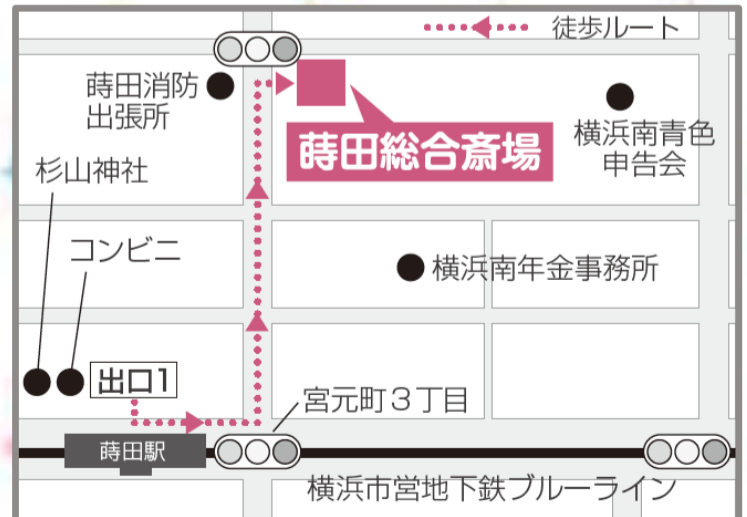 徒歩ルート
蒔田消防
出張所
蒔田総合斎場
横浜南青色
申告会
杉山神社
コンビニ
横浜南年金事務所
出口1
宮元町3丁目
蒔田駅
横浜市営地下鉄ブルーライン